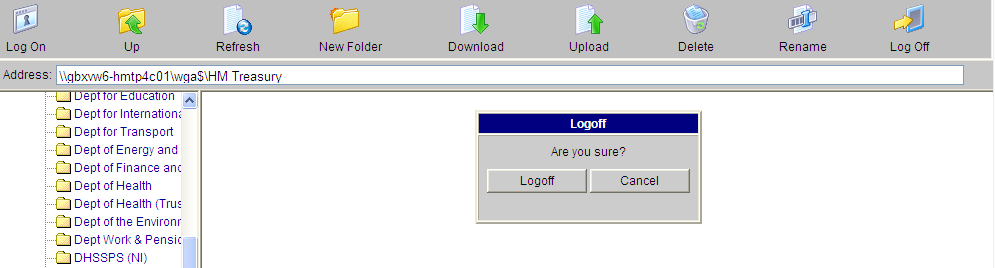 Log On Up Refresh New Folder Download Upload Delete Rename Log Off
Address: \\gbxvw6-hmtp4c01\wga$\HM Treasury
Dept for Education
Dept for Internationa
Dept for Transport
Dept of Energy and
Dept of Finance and
Dept of Health
Dept of Health (Trus
Dept of the Environm
Dept Work & Pensio
DHSSPS (NI)
Logoff
Are you sure?
Logoff Cancel